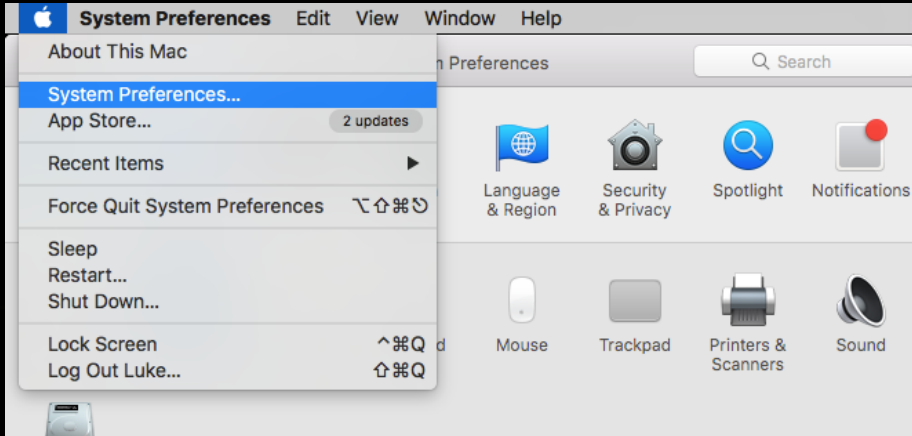 System Preferences Edit View Window Help
About This Mac
System Preferences...
App Store... 2 updates
Recent Items
Force Quit System Preferences ⌥⇧⌘⎋
Sleep
Restart...
Shut Down...
Lock Screen ^⌘Q
Log Out Luke... ⇧⌘Q
Preferences
Search
Language & Region
Security & Privacy
Spotlight
Notifications
Mouse
Trackpad
Printers & Scanners
Sound